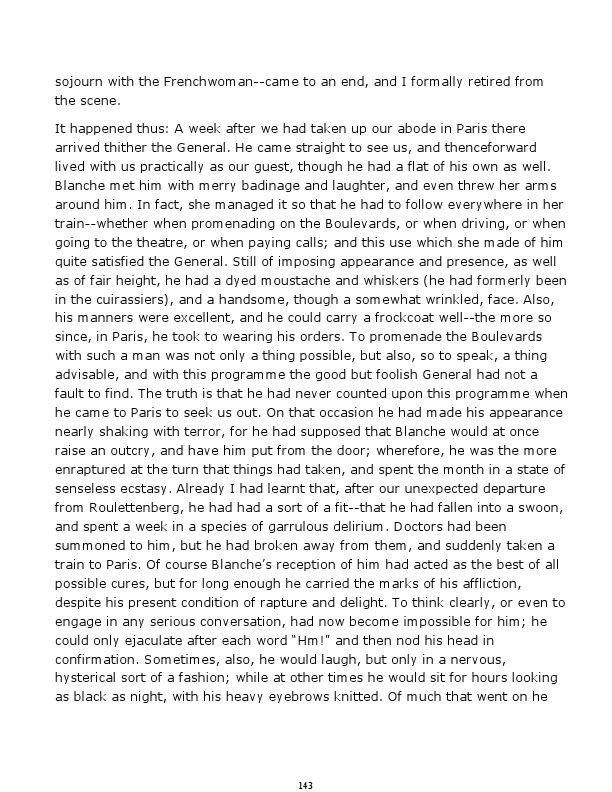 sojourn with the Frenchwoman--came to an end, and I formally retired from
the scene.
It happened thus: A week after we had taken up our abode in Paris there
arrived thither the General. He came straight to see us, and thenceforward
lived with us practically as our guest, though he had a flat of his own as well.
Blanche met him with merry badinage and laughter, and even threw her arms
around him. In fact, she managed it so that he had to follow everywhere in her
train--whether when promenading on the Boulevards, or when driving, or when
going to the theatre, or when paying calls; and this use which she made of him
quite satisfied the General. Still of imposing appearance and presence, as well
as of fair height, he had a dyed moustache and whiskers (he had formerly been
in the cuirassiers), and a handsome, though a somewhat wrinkled, face. Also,
his manners were excellent, and he could carry a frockcoat well--the more so
since, in Paris, he took to wearing his orders. To promenade the Boulevards
with such a man was not only a thing possible, but also, so to speak, a thing
advisable, and with this programme the good but foolish General had not a
fault to find. The truth is that he had never counted upon this programme when
he came to Paris to seek us out. On that occasion he had made his appearance
nearly shaking with terror, for he had supposed that Blanche would at once
raise an outcry, and have him put from the door; wherefore, he was the more
enraptured at the turn that things had taken, and spent the month in a state of
senseless ecstasy. Already I had learnt that, after our unexpected departure
from Roulettenberg, he had had a sort of a fit--that he had fallen into a swoon,
and spent a week in a species of garrulous delirium. Doctors had been
summoned to him, but he had broken away from them, and suddenly taken a
train to Paris. Of course Blanche’s reception of him had acted as the best of all
possible cures, but for long enough he carried the marks of his affliction,
despite his present condition of rapture and delight. To think clearly, or even to
engage in any serious conversation, had now become impossible for him; he
could only ejaculate after each word “Hm!” and then nod his head in
confirmation. Sometimes, also, he would laugh, but only in a nervous,
hysterical sort of a fashion; while at other times he would sit for hours looking
as black as night, with his heavy eyebrows knitted. Of much that went on he
143